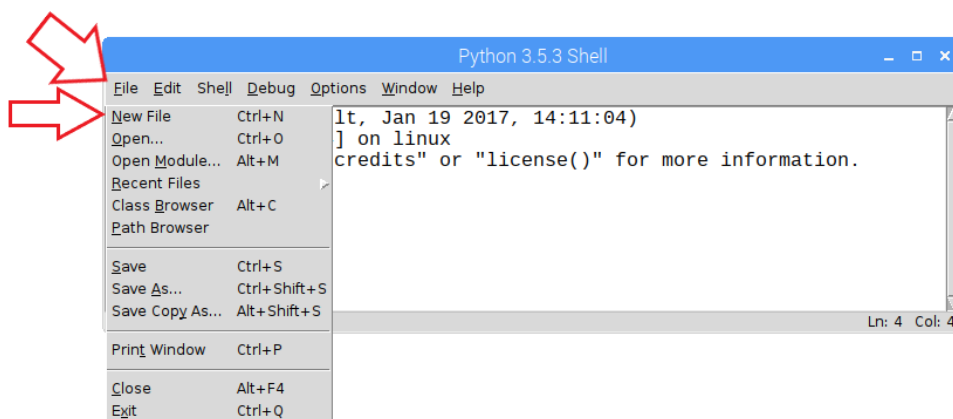 Python 3.5.3 Shell
File Edit Shell Debug Options Window Help
New File Ctrl+N
lt, Jan 19 2017, 14:11:04)
Open... Ctrl+O
] on linux
Open Module... Alt+M
credits" or "license()" for more information.
Recent Files
Class Browser Alt+C
Path Browser
Save Ctrl+S
Save As... Ctrl+Shift+S
Save Copy As... Alt+Shift+S
Ln: 4 Col: 4
Print Window Ctrl+P
Close Alt+F4
Exit Ctrl+Q